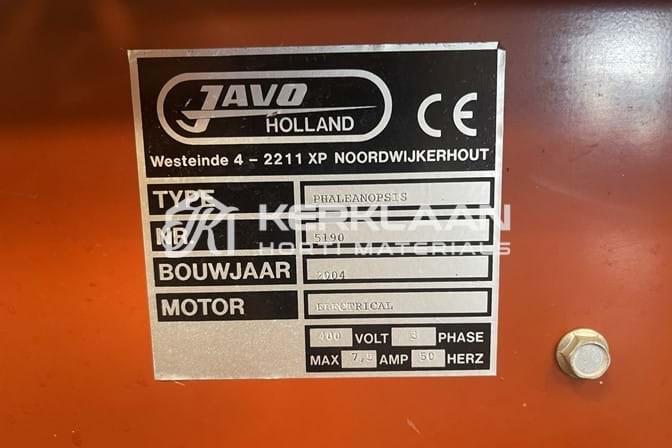 JAVO
HOLLAND
CE
Westeinde 4 - 2211 XP NOORDWIJKERHOUT
TYPE PHALEANOPSIS
NR. 5190
BOUWJAAR 2004
MOTOR ELECTRICAL
400 VOLT 3 PHASE
MAX 7,5 AMP 50 HERZ
KERKLAAN
HORTI MATERIALS